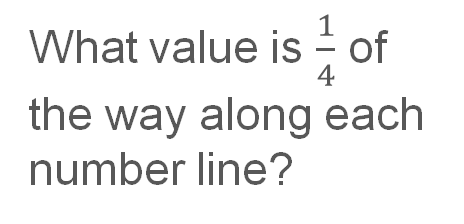 What value is 1/4 of
the way along each
number line?